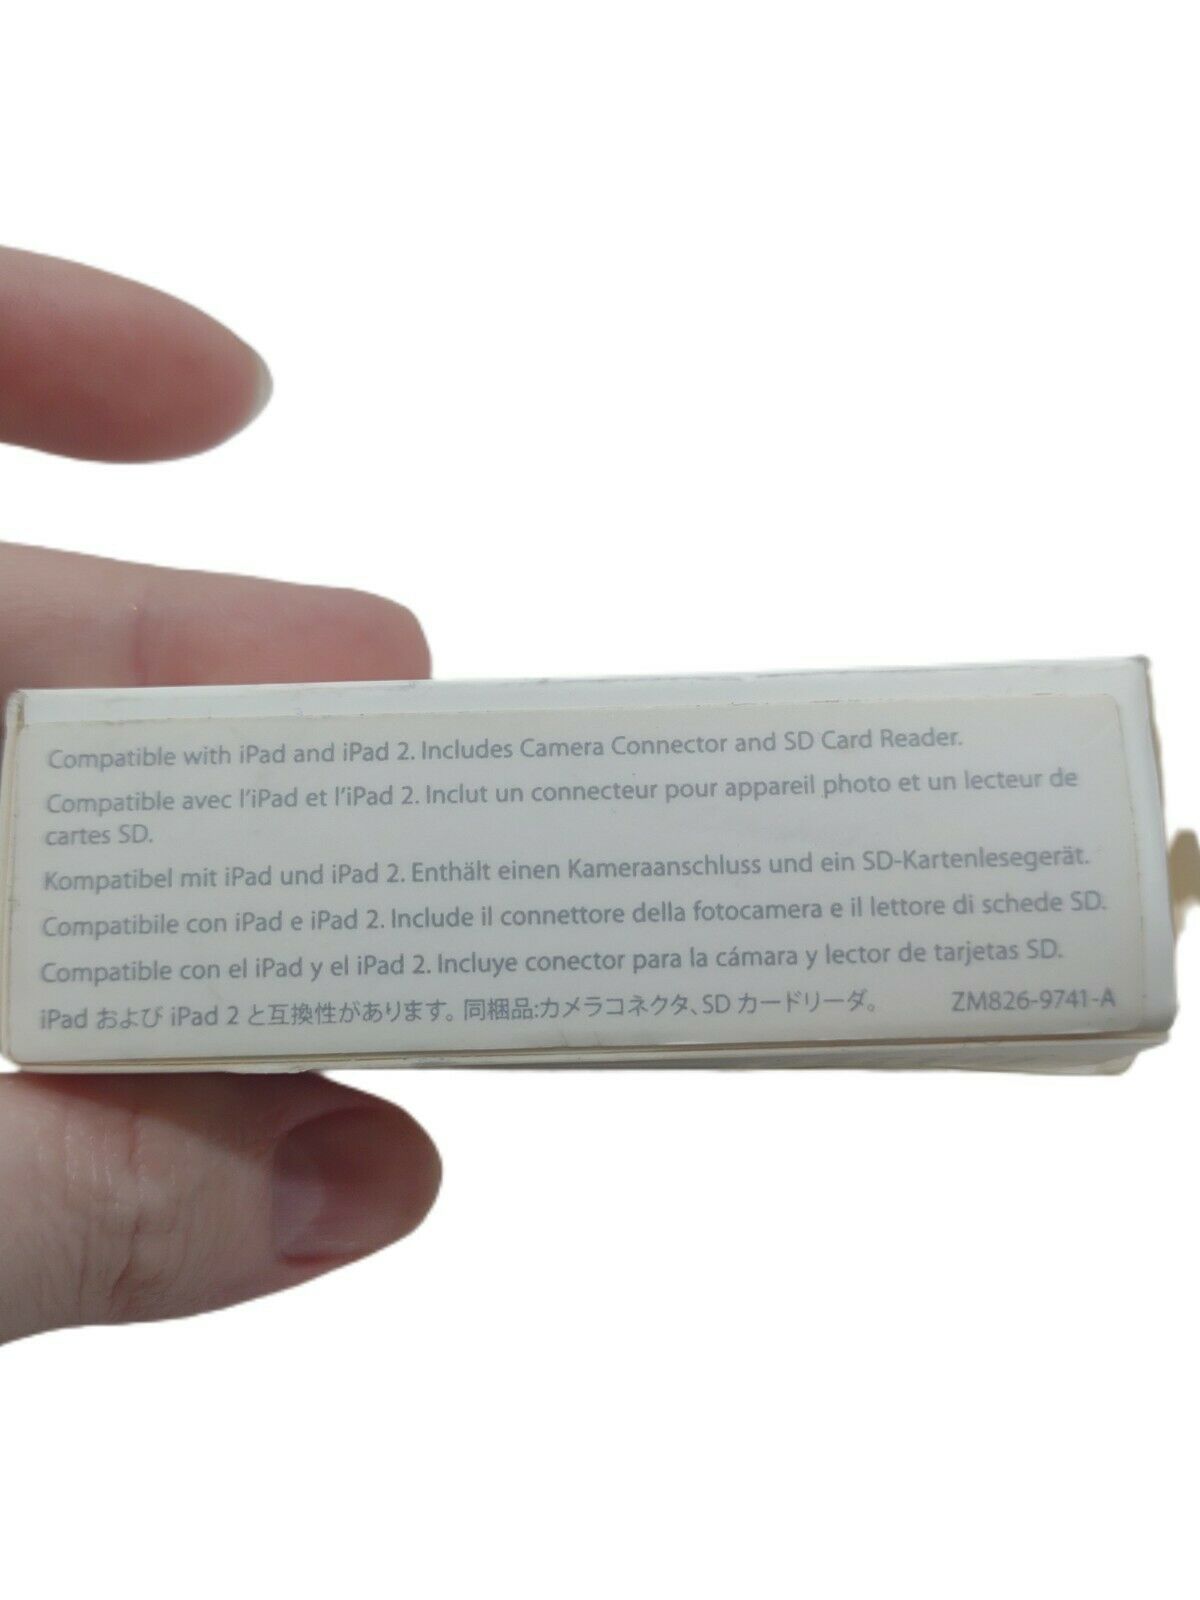 Compatible with iPad and iPad 2. Includes Camera Connector and SD Card Reader.
Compatible avec l'iPad et l'iPad 2. Inclut un connecteur pour appareil photo et un lecteur de
cartes SD.
Kompatibel mit iPad und iPad 2. Enthält einen Kameraanschluss und ein SD-Kartenlesegerät.
Compatibile con iPad e iPad 2. Include il connettore della fotocamera e il lettore di schede SD.
Compatible con el iPad y el iPad 2. Incluye conector para la cámara y lector de tarjetas SD.
iPad および iPad 2 と互換性があります。同梱品:カメラコネクタ、SD カードリーダ。 ZM826-9741-A